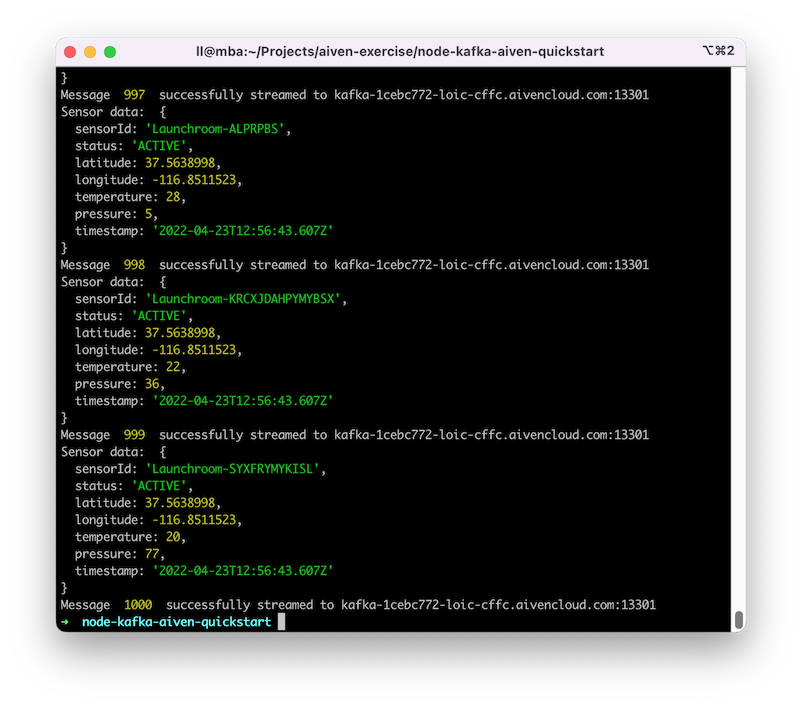 ll@mba:~/Projects/aiven-exercise/node-kafka-aiven-quickstart ⌥⌘2
}
Message  997  successfully streamed to kafka-1cebc772-loic-cffc.aivencloud.com:13301
Sensor data:  {
  sensorId: 'Launchroom-ALPRPBS',
  status: 'ACTIVE',
  latitude: 37.5638998,
  longitude: -116.8511523,
  temperature: 28,
  pressure: 5,
  timestamp: '2022-04-23T12:56:43.607Z'
}
Message  998  successfully streamed to kafka-1cebc772-loic-cffc.aivencloud.com:13301
Sensor data:  {
  sensorId: 'Launchroom-KRCXJDAHPYMYBSX',
  status: 'ACTIVE',
  latitude: 37.5638998,
  longitude: -116.8511523,
  temperature: 22,
  pressure: 36,
  timestamp: '2022-04-23T12:56:43.607Z'
}
Message  999  successfully streamed to kafka-1cebc772-loic-cffc.aivencloud.com:13301
Sensor data:  {
  sensorId: 'Launchroom-SYXFRYMYKISL',
  status: 'ACTIVE',
  latitude: 37.5638998,
  longitude: -116.8511523,
  temperature: 20,
  pressure: 77,
  timestamp: '2022-04-23T12:56:43.607Z'
}
Message  1000  successfully streamed to kafka-1cebc772-loic-cffc.aivencloud.com:13301
➜  node-kafka-aiven-quickstart